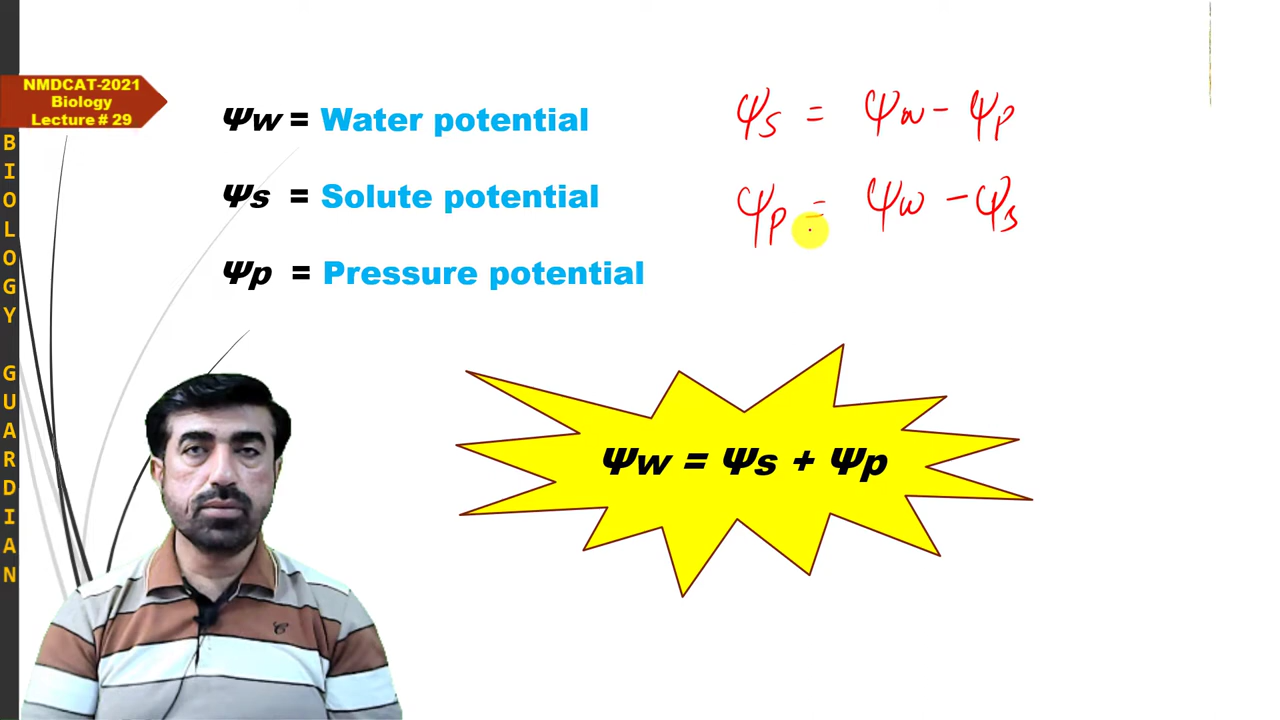 NMDCAT-2021
Biology
Lecture # 29
BIOLOGY GUARDIAN
Ψw = Water potential
Ψs = Solute potential
Ψp = Pressure potential
Ψs = Ψw - Ψp
Ψp = Ψw - Ψs
Ψw = Ψs + Ψp